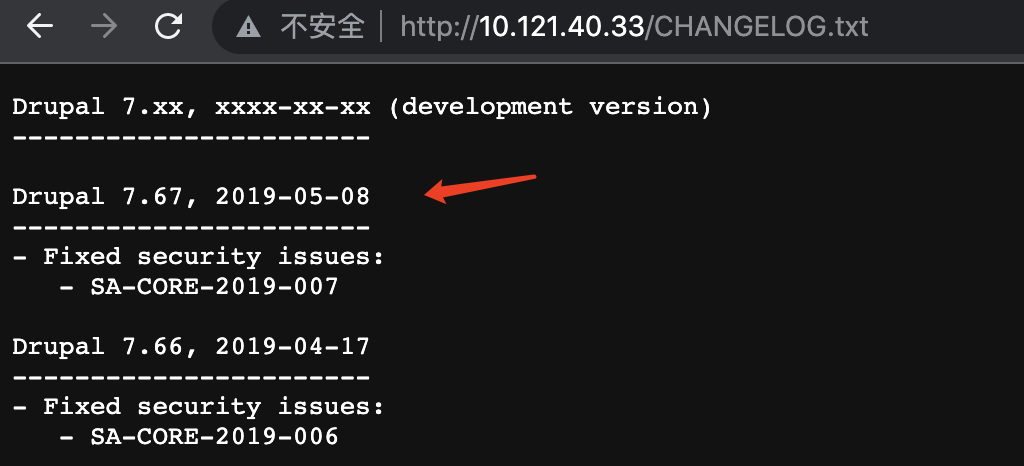 不安全 http://10.121.40.33/CHANGELOG.txt
Drupal 7.xx, xxxx-xx-xx (development version)
-----------------------
Drupal 7.67, 2019-05-08
-----------------------
- Fixed security issues:
   - SA-CORE-2019-007
Drupal 7.66, 2019-04-17
-----------------------
- Fixed security issues:
   - SA-CORE-2019-006